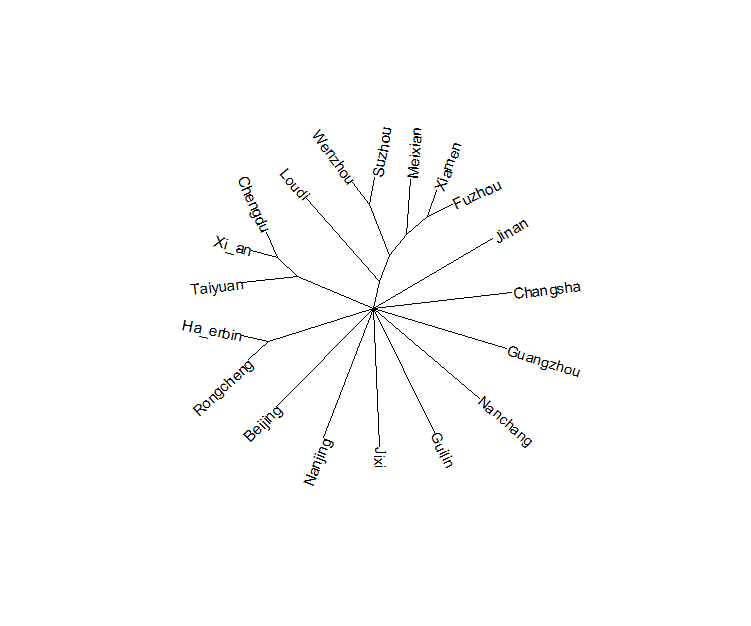 Wenzhou
Suzhou
Meixian
Xiamen
Fuzhou
Loudi
Chengdu
Jinan
Xi_an
Taiyuan
Changsha
Ha_erbin
Guangzhou
Rongcheng
Nanchang
Beijing
Guilin
Nanjing
Jixi